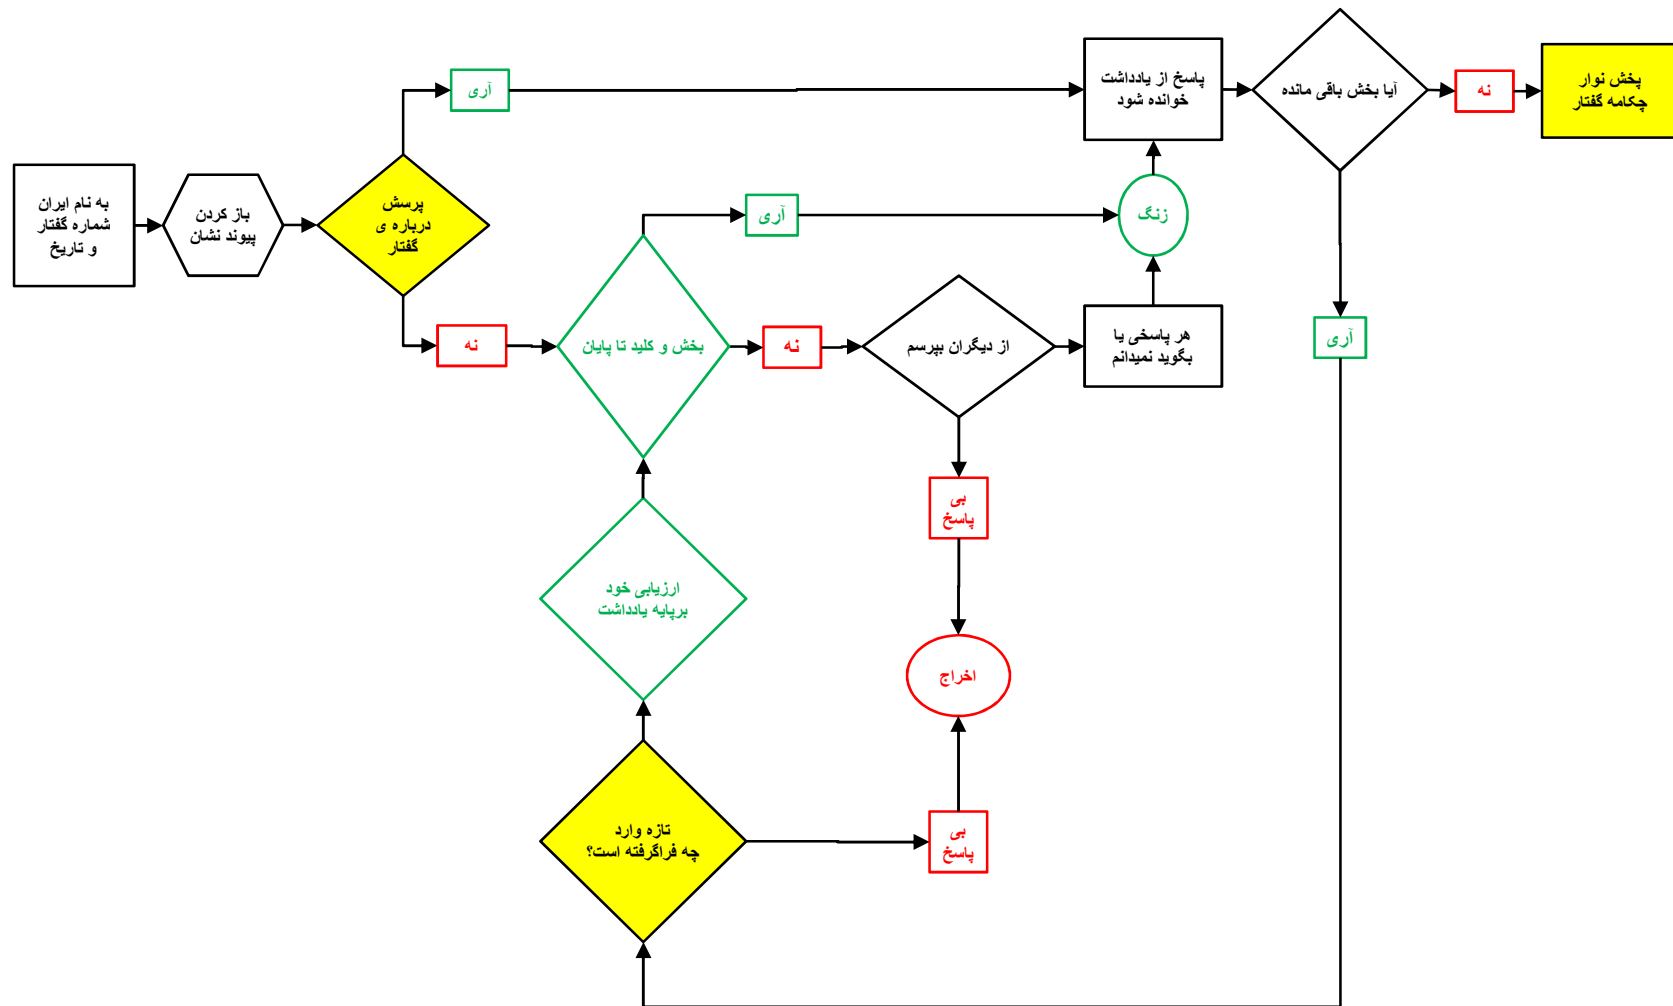 به نام ایران
شماره گفتار
و تاریخ
باز کردن
پیوند نشان
پرسش
درباره ی
گفتار
آری
نه
بخش و کلید تا پایان
آری
نه
از دیگران بپرسم
هر پاسخی یا
بگوید نمیدانم
زنگ
پاسخ از یادداشت
خوانده شود
آیا بخش باقی مانده
نه
پخش نوار
چکامه گفتار
آری
بی
پاسخ
اخراج
بی
پاسخ
ارزیابی خود
برپایه یادداشت
تازه وارد
چه فراگرفته است؟